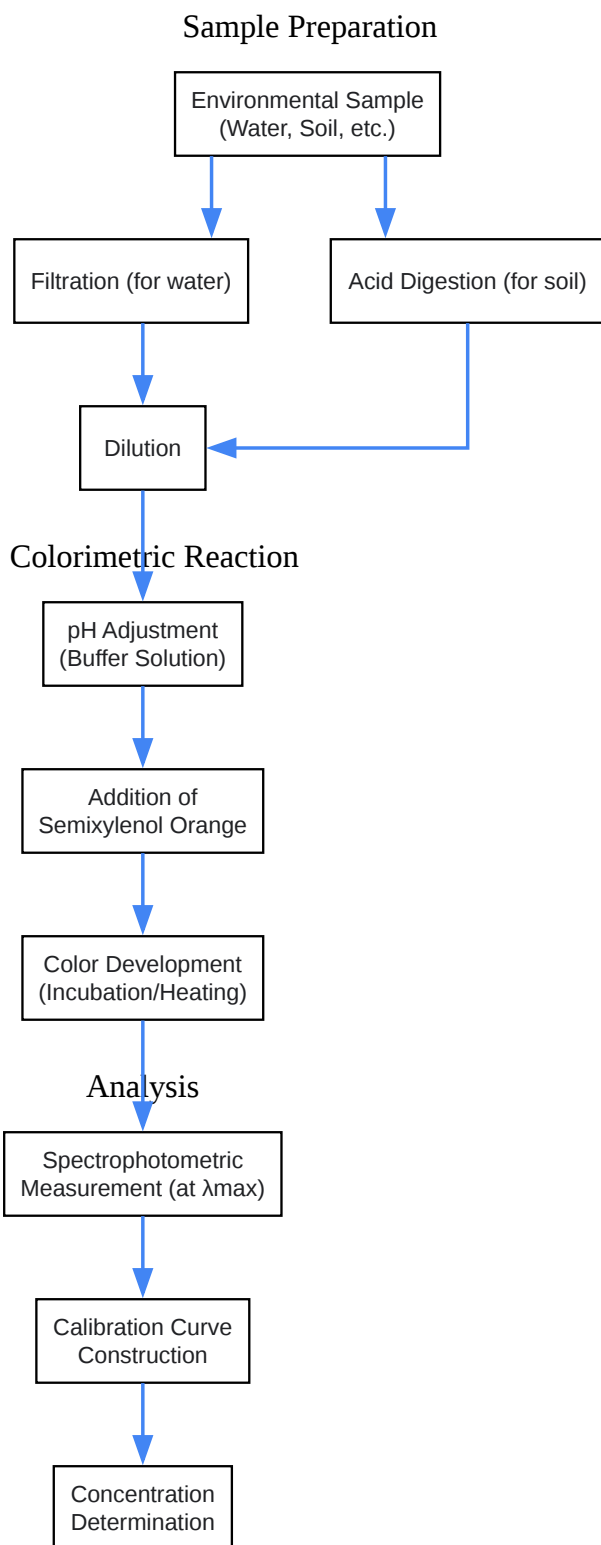 Sample Preparation
Environmental Sample
(Water, Soil, etc.)
Filtration (for water)
Acid Digestion (for soil)
Dilution
Colorimetric Reaction
pH Adjustment
(Buffer Solution)
Addition of
Semixylenol Orange
Color Development
(Incubation/Heating)
Analysis
Spectrophotometric
Measurement (at λmax)
Calibration Curve
Construction
Concentration
Determination